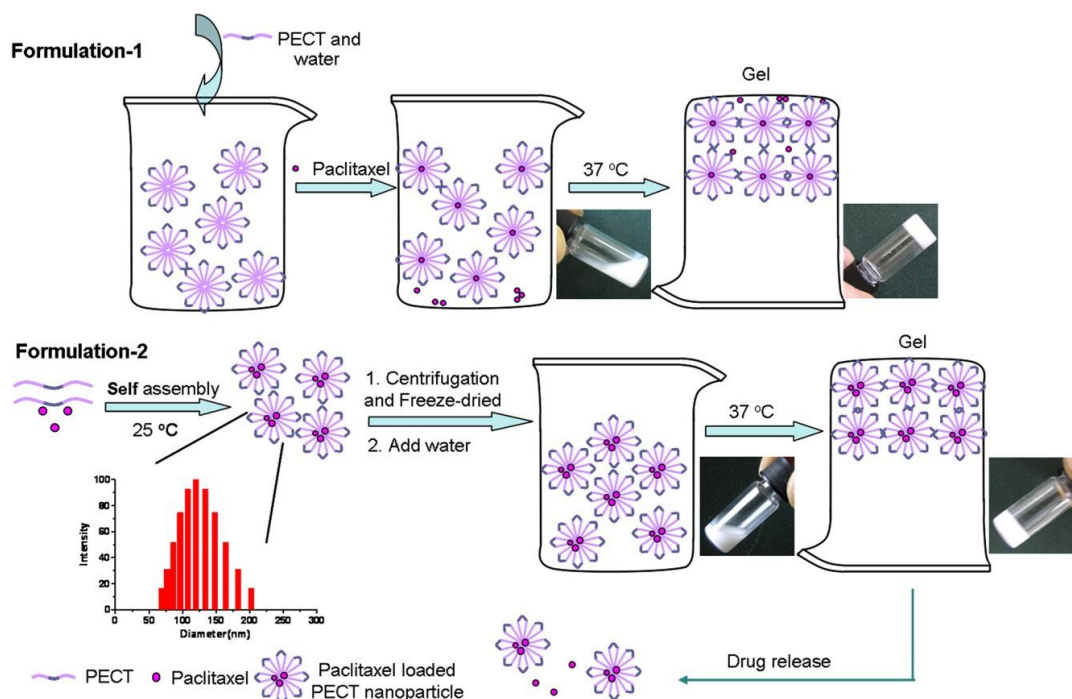 Formulation-1
PECT and
water
Gel
Paclitaxel
37 °C
Formulation-2
Self assembly
25 °C
1. Centrifugation
and Freeze-dried
2. Add water
37 °C
Gel
100
80
60
40
20
0
Intensity
0 50 100 150 200 250 300
Diameter(nm)
Drug release
PECT
Paclitaxel
Paclitaxel loaded
PECT nanoparticle